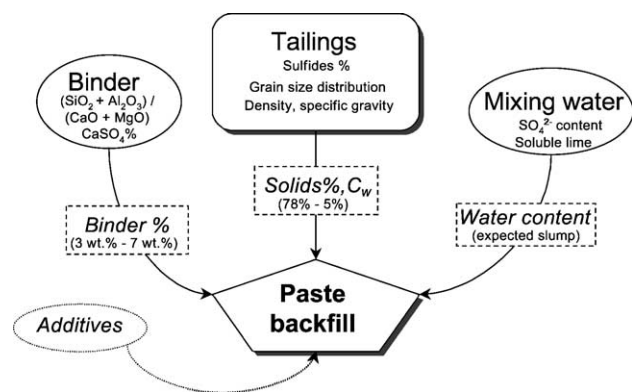 Tailings
Sulfides %
Grain size distribution
Density, specific gravity
Binder
(SiO₂ + Al₂O₃) /
(CaO + MgO)
CaSO₄%
Mixing water
SO₄²⁻ content
Soluble lime
Solids%, C_w
(78% - 5%)
Binder %
(3 wt.% - 7 wt.%)
Water content
(expected slump)
Paste
backfill
Additives